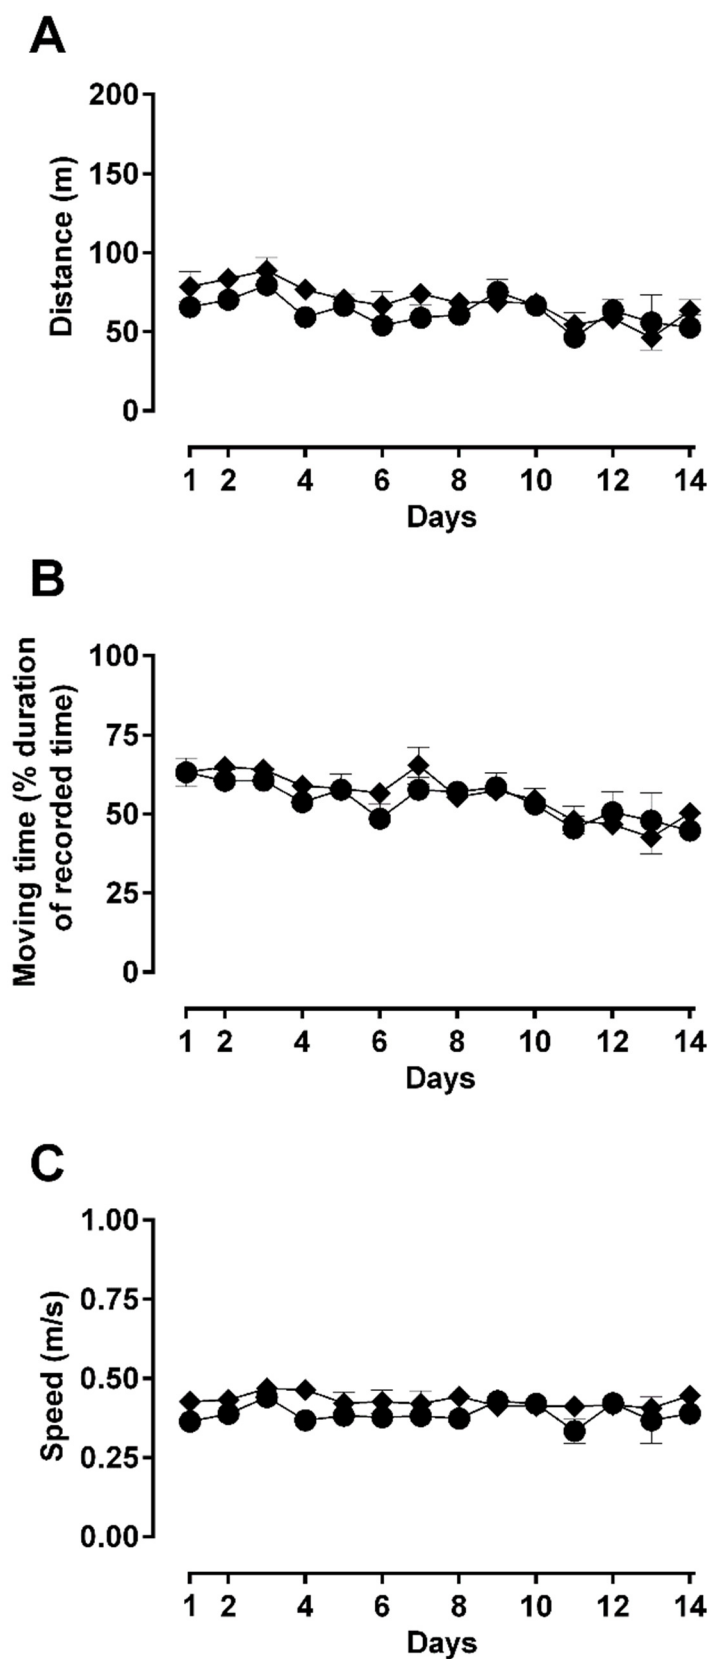 A
200
150
100
50
0
Distance (m)
1 2 4 6 8 10 12 14
Days
B
100
75
50
25
0
Moving time (% duration
of recorded time)
1 2 4 6 8 10 12 14
Days
C
1.00
0.75
0.50
0.25
0.00
Speed (m/s)
1 2 4 6 8 10 12 14
Days